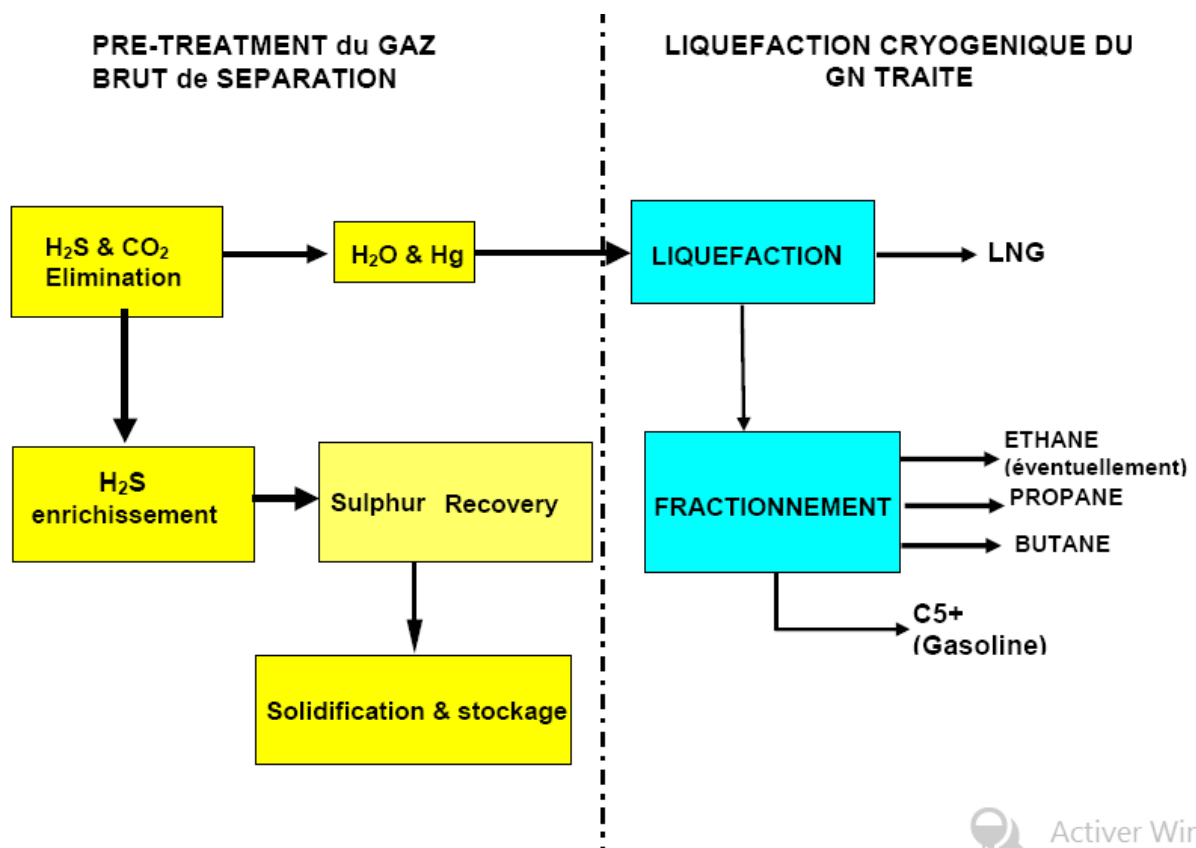 PRE-TREATMENT du GAZ
BRUT de SEPARATION
LIQUEFACTION CRYOGENIQUE DU
GN TRAITE
H₂S & CO₂
Elimination
H₂O & Hg
LIQUEFACTION
LNG
H₂S
enrichissement
Sulphur Recovery
FRACTIONNEMENT
ETHANE
(éventuellement)
PROPANE
BUTANE
C5+
(Gasoline)
Solidification & stockage
Activer Wir